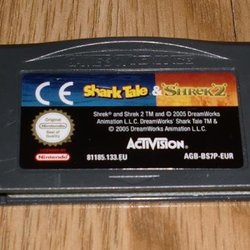 CE Shark Tale & SHREK 2
Shrek® and Shrek 2 TM and © 2005 DreamWorks
Animation L.L.C. DreamWorks' Shark Tale TM &
© 2005 DreamWorks Animation L.L.C.
Nintendo
ACTIVISION
81185.133.EU
AGB-BS7P-EUR